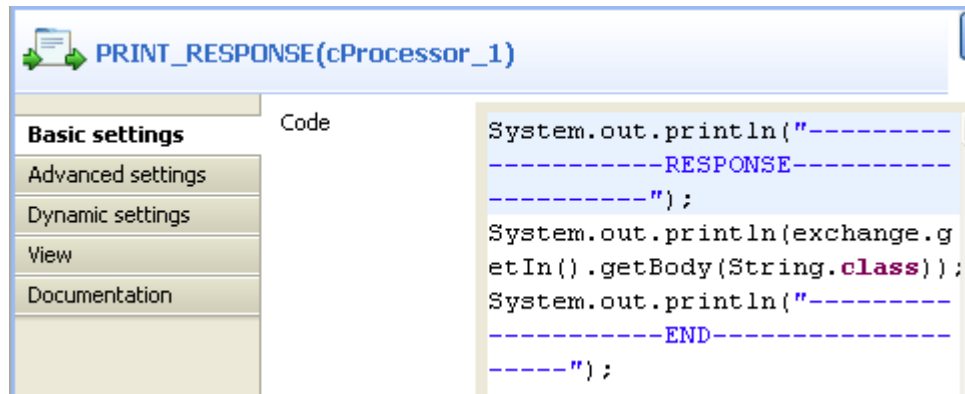 PRINT_RESPONSE(cProcessor_1)
Basic settings
Advanced settings
Dynamic settings
View
Documentation
Code
System.out.println("---------
-----------RESPONSE----------
----------");
System.out.println(exchange.g
etIn().getBody(String.class));
System.out.println("---------
-----------END---------------
-----");